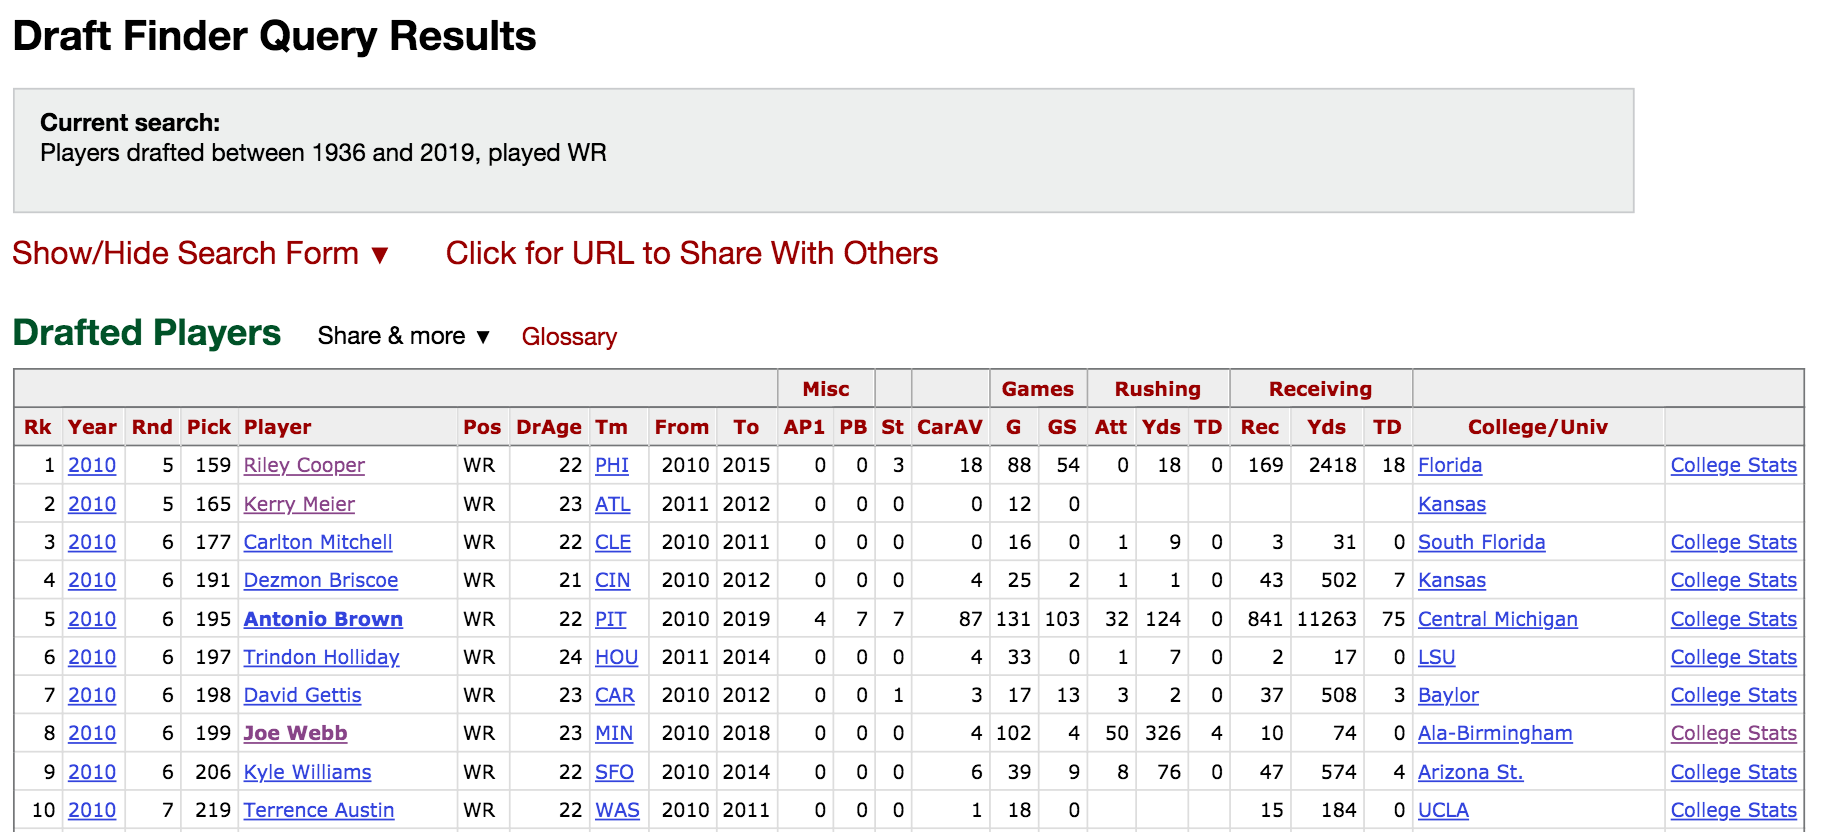 Draft Finder Query Results
Current search:
Players drafted between 1936 and 2019, played WR
Show/Hide Search Form ▼ Click for URL to Share With Others
Drafted Players Share & more ▼ Glossary
Misc Games Rushing Receiving
Rk Year Rnd Pick Player Pos DrAge Tm From To AP1 PB St CarAV G GS Att Yds TD Rec Yds TD College/Univ
1 2010 5 159 Riley Cooper WR 22 PHI 2010 2015 0 0 3 18 88 54 0 18 0 169 2418 18 Florida College Stats
2 2010 5 165 Kerry Meier WR 23 ATL 2011 2012 0 0 0 0 12 0 Kansas
3 2010 6 177 Carlton Mitchell WR 22 CLE 2010 2011 0 0 0 0 16 0 1 9 0 3 31 0 South Florida College Stats
4 2010 6 191 Dezmon Briscoe WR 21 CIN 2010 2012 0 0 0 4 25 2 1 1 0 43 502 7 Kansas College Stats
5 2010 6 195 Antonio Brown WR 22 PIT 2010 2019 4 7 7 87 131 103 32 124 0 841 11263 75 Central Michigan College Stats
6 2010 6 197 Trindon Holliday WR 24 HOU 2011 2014 0 0 0 4 33 0 1 7 0 2 17 0 LSU College Stats
7 2010 6 198 David Gettis WR 23 CAR 2010 2012 0 0 1 3 17 13 3 2 0 37 508 3 Baylor College Stats
8 2010 6 199 Joe Webb WR 23 MIN 2010 2018 0 0 0 4 102 4 50 326 4 10 74 0 Ala-Birmingham College Stats
9 2010 6 206 Kyle Williams WR 22 SFO 2010 2014 0 0 0 6 39 9 8 76 0 47 574 4 Arizona St. College Stats
10 2010 7 219 Terrence Austin WR 22 WAS 2010 2011 0 0 0 1 18 0 15 184 0 UCLA College Stats